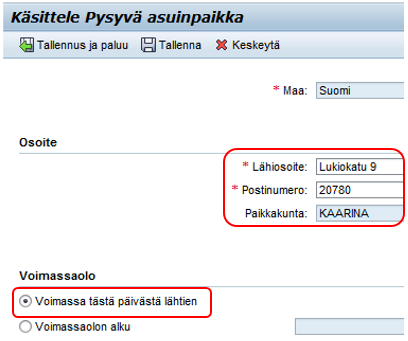 Käsittele Pysyvä asuinpaikka
Tallennus ja paluu Tallenna Keskeytä
* Maa: Suomi
Osoite
* Lähiosoite: Lukiokatu 9
* Postinumero: 20780
Paikkakunta: KAARINA
Voimassaolo
Voimassa tästä päivästä lähtien
Voimassaolon alku